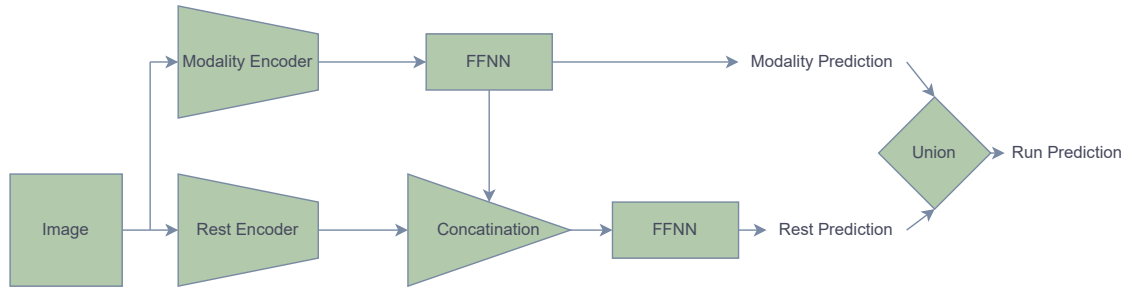 Modality Encoder
FFNN
Modality Prediction
Union
Run Prediction
Image
Rest Encoder
Concatination
FFNN
Rest Prediction